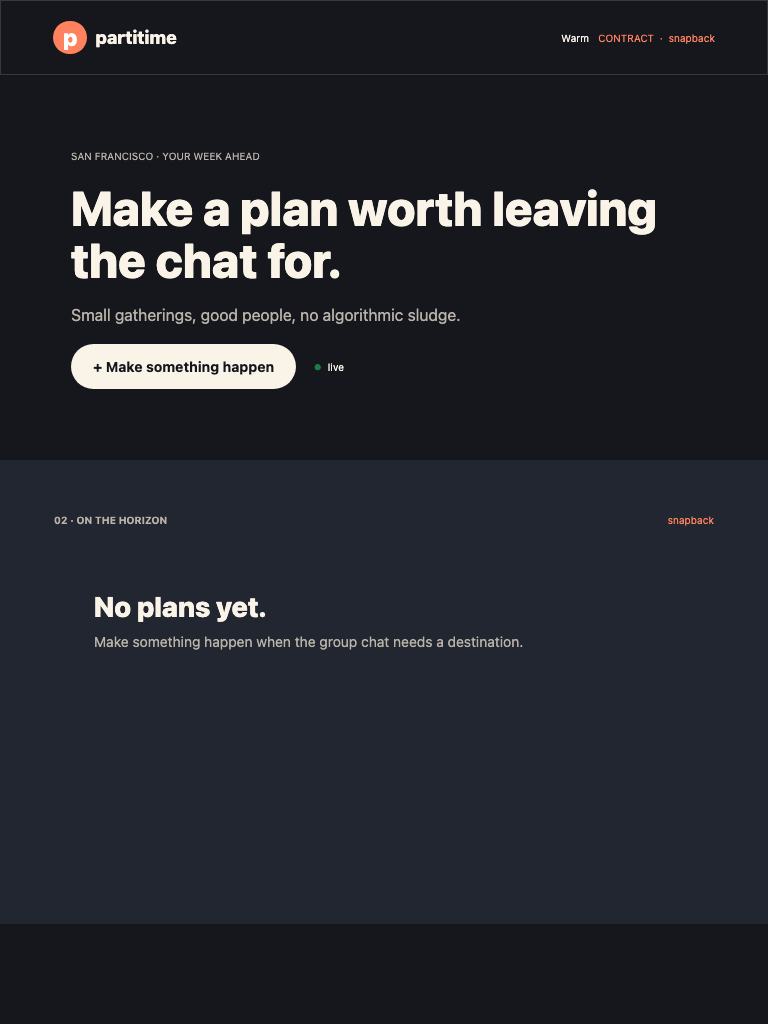 p partitime
Warm CONTRACT · snapback
SAN FRANCISCO · YOUR WEEK AHEAD
Make a plan worth leaving
the chat for.
Small gatherings, good people, no algorithmic sludge.
+ Make something happen
live
02 · ON THE HORIZON
snapback
No plans yet.
Make something happen when the group chat needs a destination.